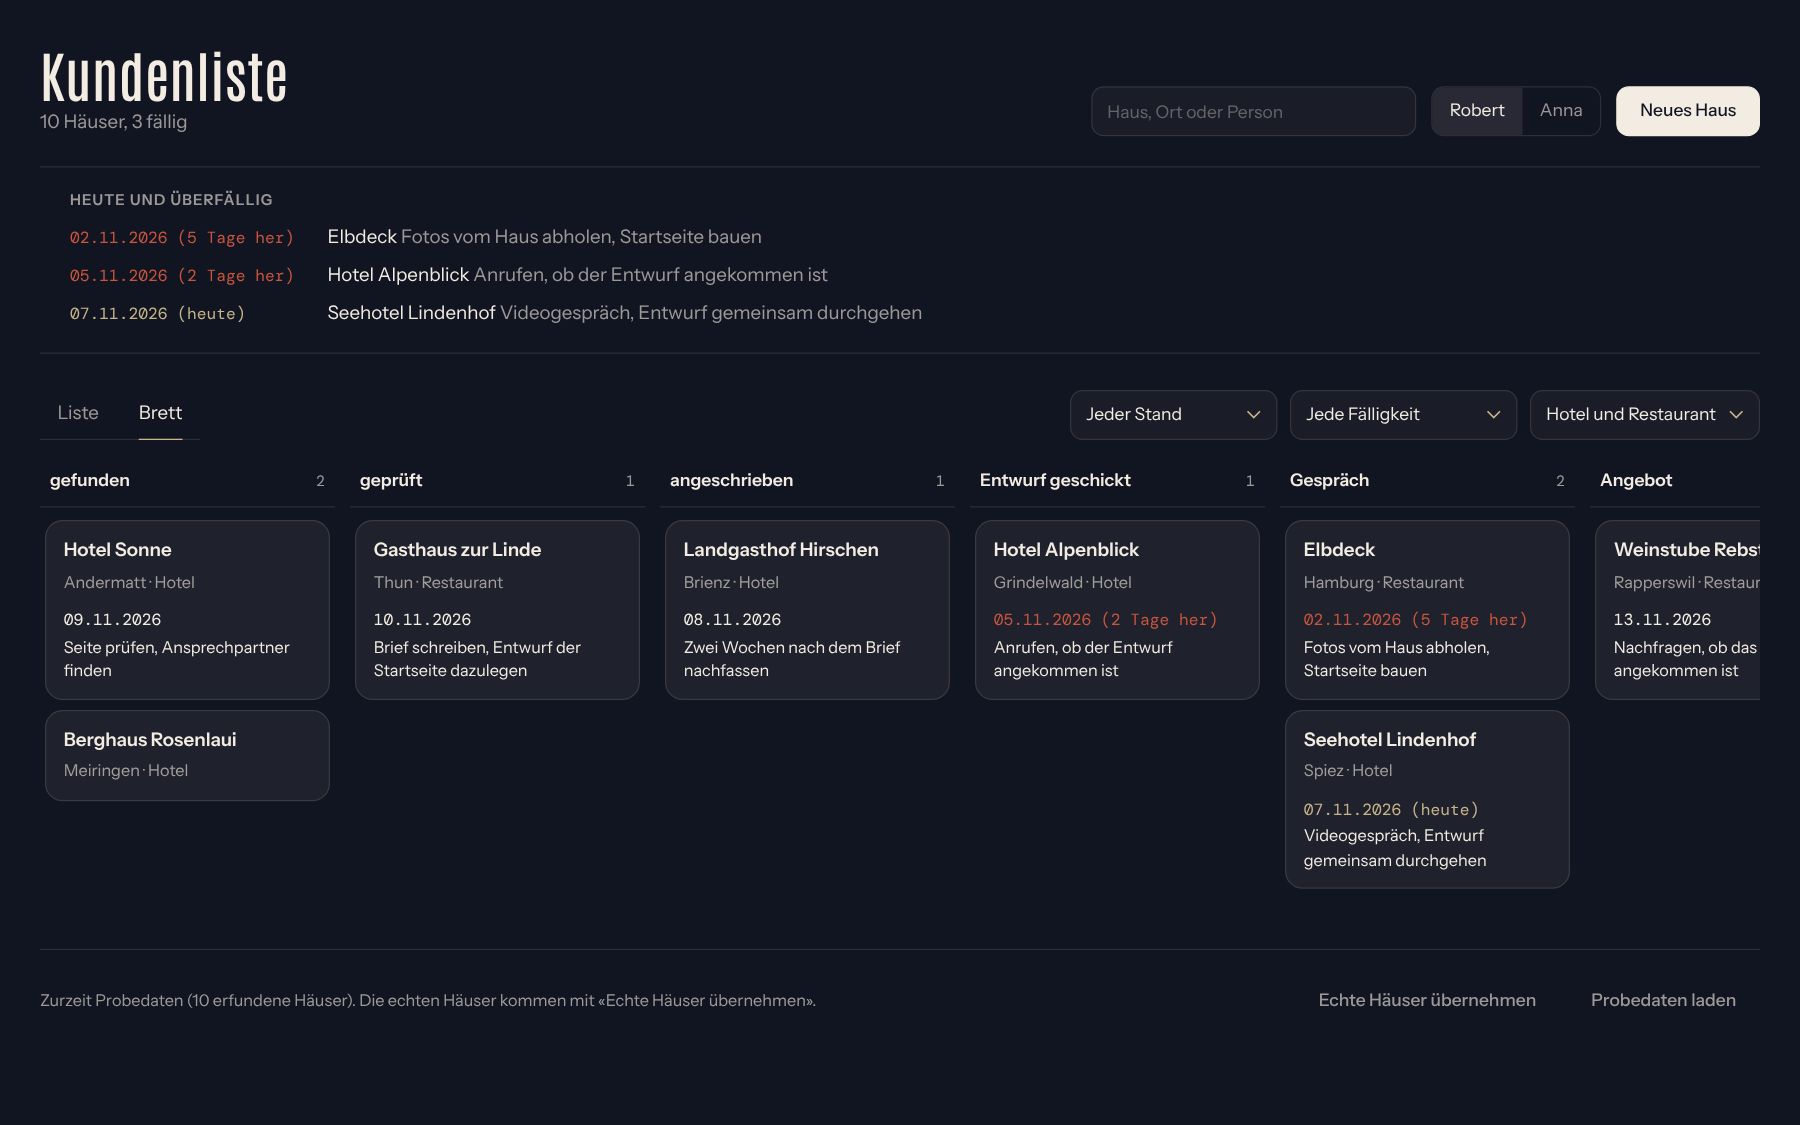 Kundenliste
10 Häuser, 3 fällig
Haus, Ort oder Person
Robert
Anna
Neues Haus
HEUTE UND ÜBERFÄLLIG
02.11.2026 (5 Tage her) Elbdeck Fotos vom Haus abholen, Startseite bauen
05.11.2026 (2 Tage her) Hotel Alpenblick Anrufen, ob der Entwurf angekommen ist
07.11.2026 (heute) Seehotel Lindenhof Videogespräch, Entwurf gemeinsam durchgehen
Liste
Brett
Jeder Stand
Jede Fälligkeit
Hotel und Restaurant
gefunden 2
Hotel Sonne
Andermatt · Hotel
09.11.2026
Seite prüfen, Ansprechpartner
finden
Berghaus Rosenlaui
Meiringen · Hotel
geprüft 1
Gasthaus zur Linde
Thun · Restaurant
10.11.2026
Brief schreiben, Entwurf der
Startseite dazulegen
angeschrieben 1
Landgasthof Hirschen
Brienz · Hotel
08.11.2026
Zwei Wochen nach dem Brief
nachfassen
Entwurf geschickt 1
Hotel Alpenblick
Grindelwald · Hotel
05.11.2026 (2 Tage her)
Anrufen, ob der Entwurf
angekommen ist
Gespräch 2
Elbdeck
Hamburg · Restaurant
02.11.2026 (5 Tage her)
Fotos vom Haus abholen,
Startseite bauen
Seehotel Lindenhof
Spiez · Hotel
07.11.2026 (heute)
Videogespräch, Entwurf
gemeinsam durchgehen
Angebot
Weinstube
Rapperswil ·
13.11.2026
Nachfragen, ob das
angekommen ist
Zurzeit Probedaten (10 erfundene Häuser). Die echten Häuser kommen mit «Echte Häuser übernehmen».
Echte Häuser übernehmen
Probedaten laden